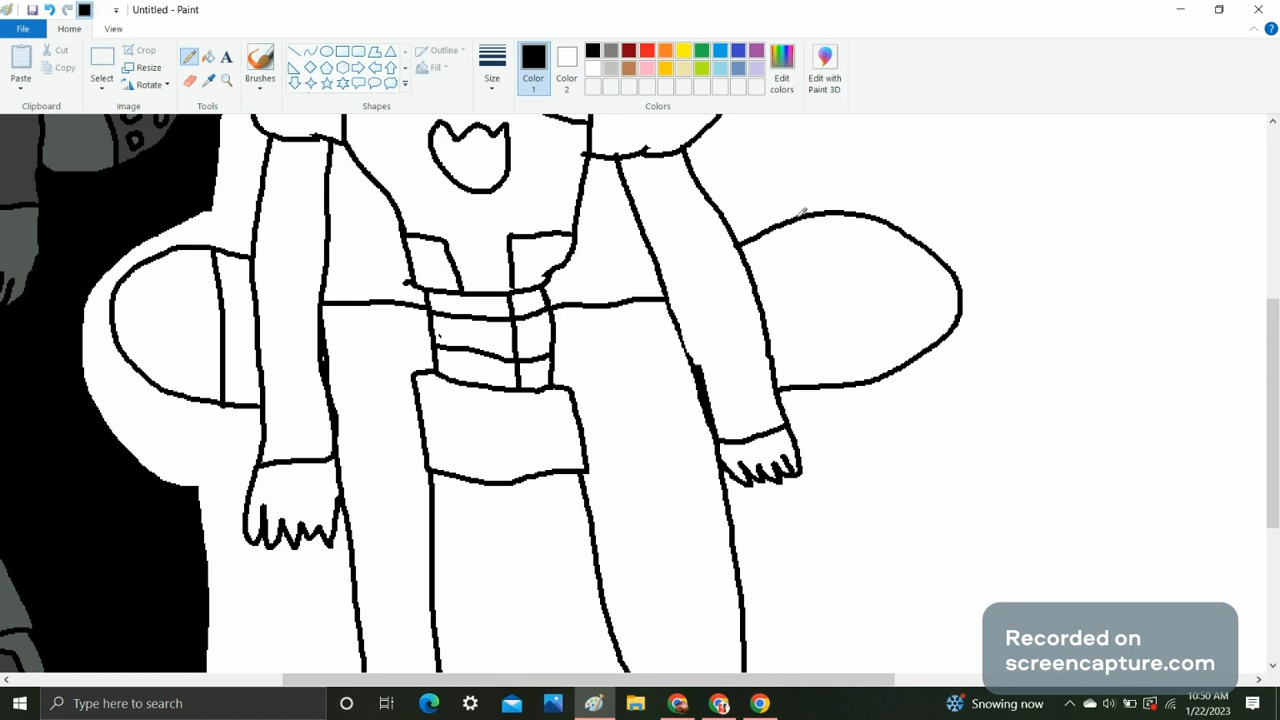 Untitled - Paint
File
Home
View
Paste
Cut
Copy
Clipboard
Select
Crop
Resize
Rotate
Image
A
Tools
Brushes
Shapes
Outline
Fill
Size
Color
1
Color
2
Colors
Edit
colors
Edit with
Paint 3D
Recorded on
screencapture.com
Type here to search
Snowing now
10:50 AM
1/22/2023